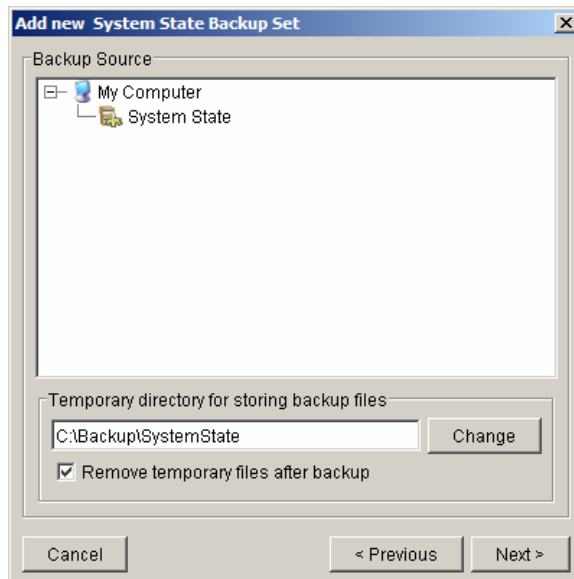 Add new System State Backup Set
Backup Source
My Computer
System State
Temporary directory for storing backup files
C:\Backup\SystemState
Change
Remove temporary files after backup
Cancel
< Previous
Next >